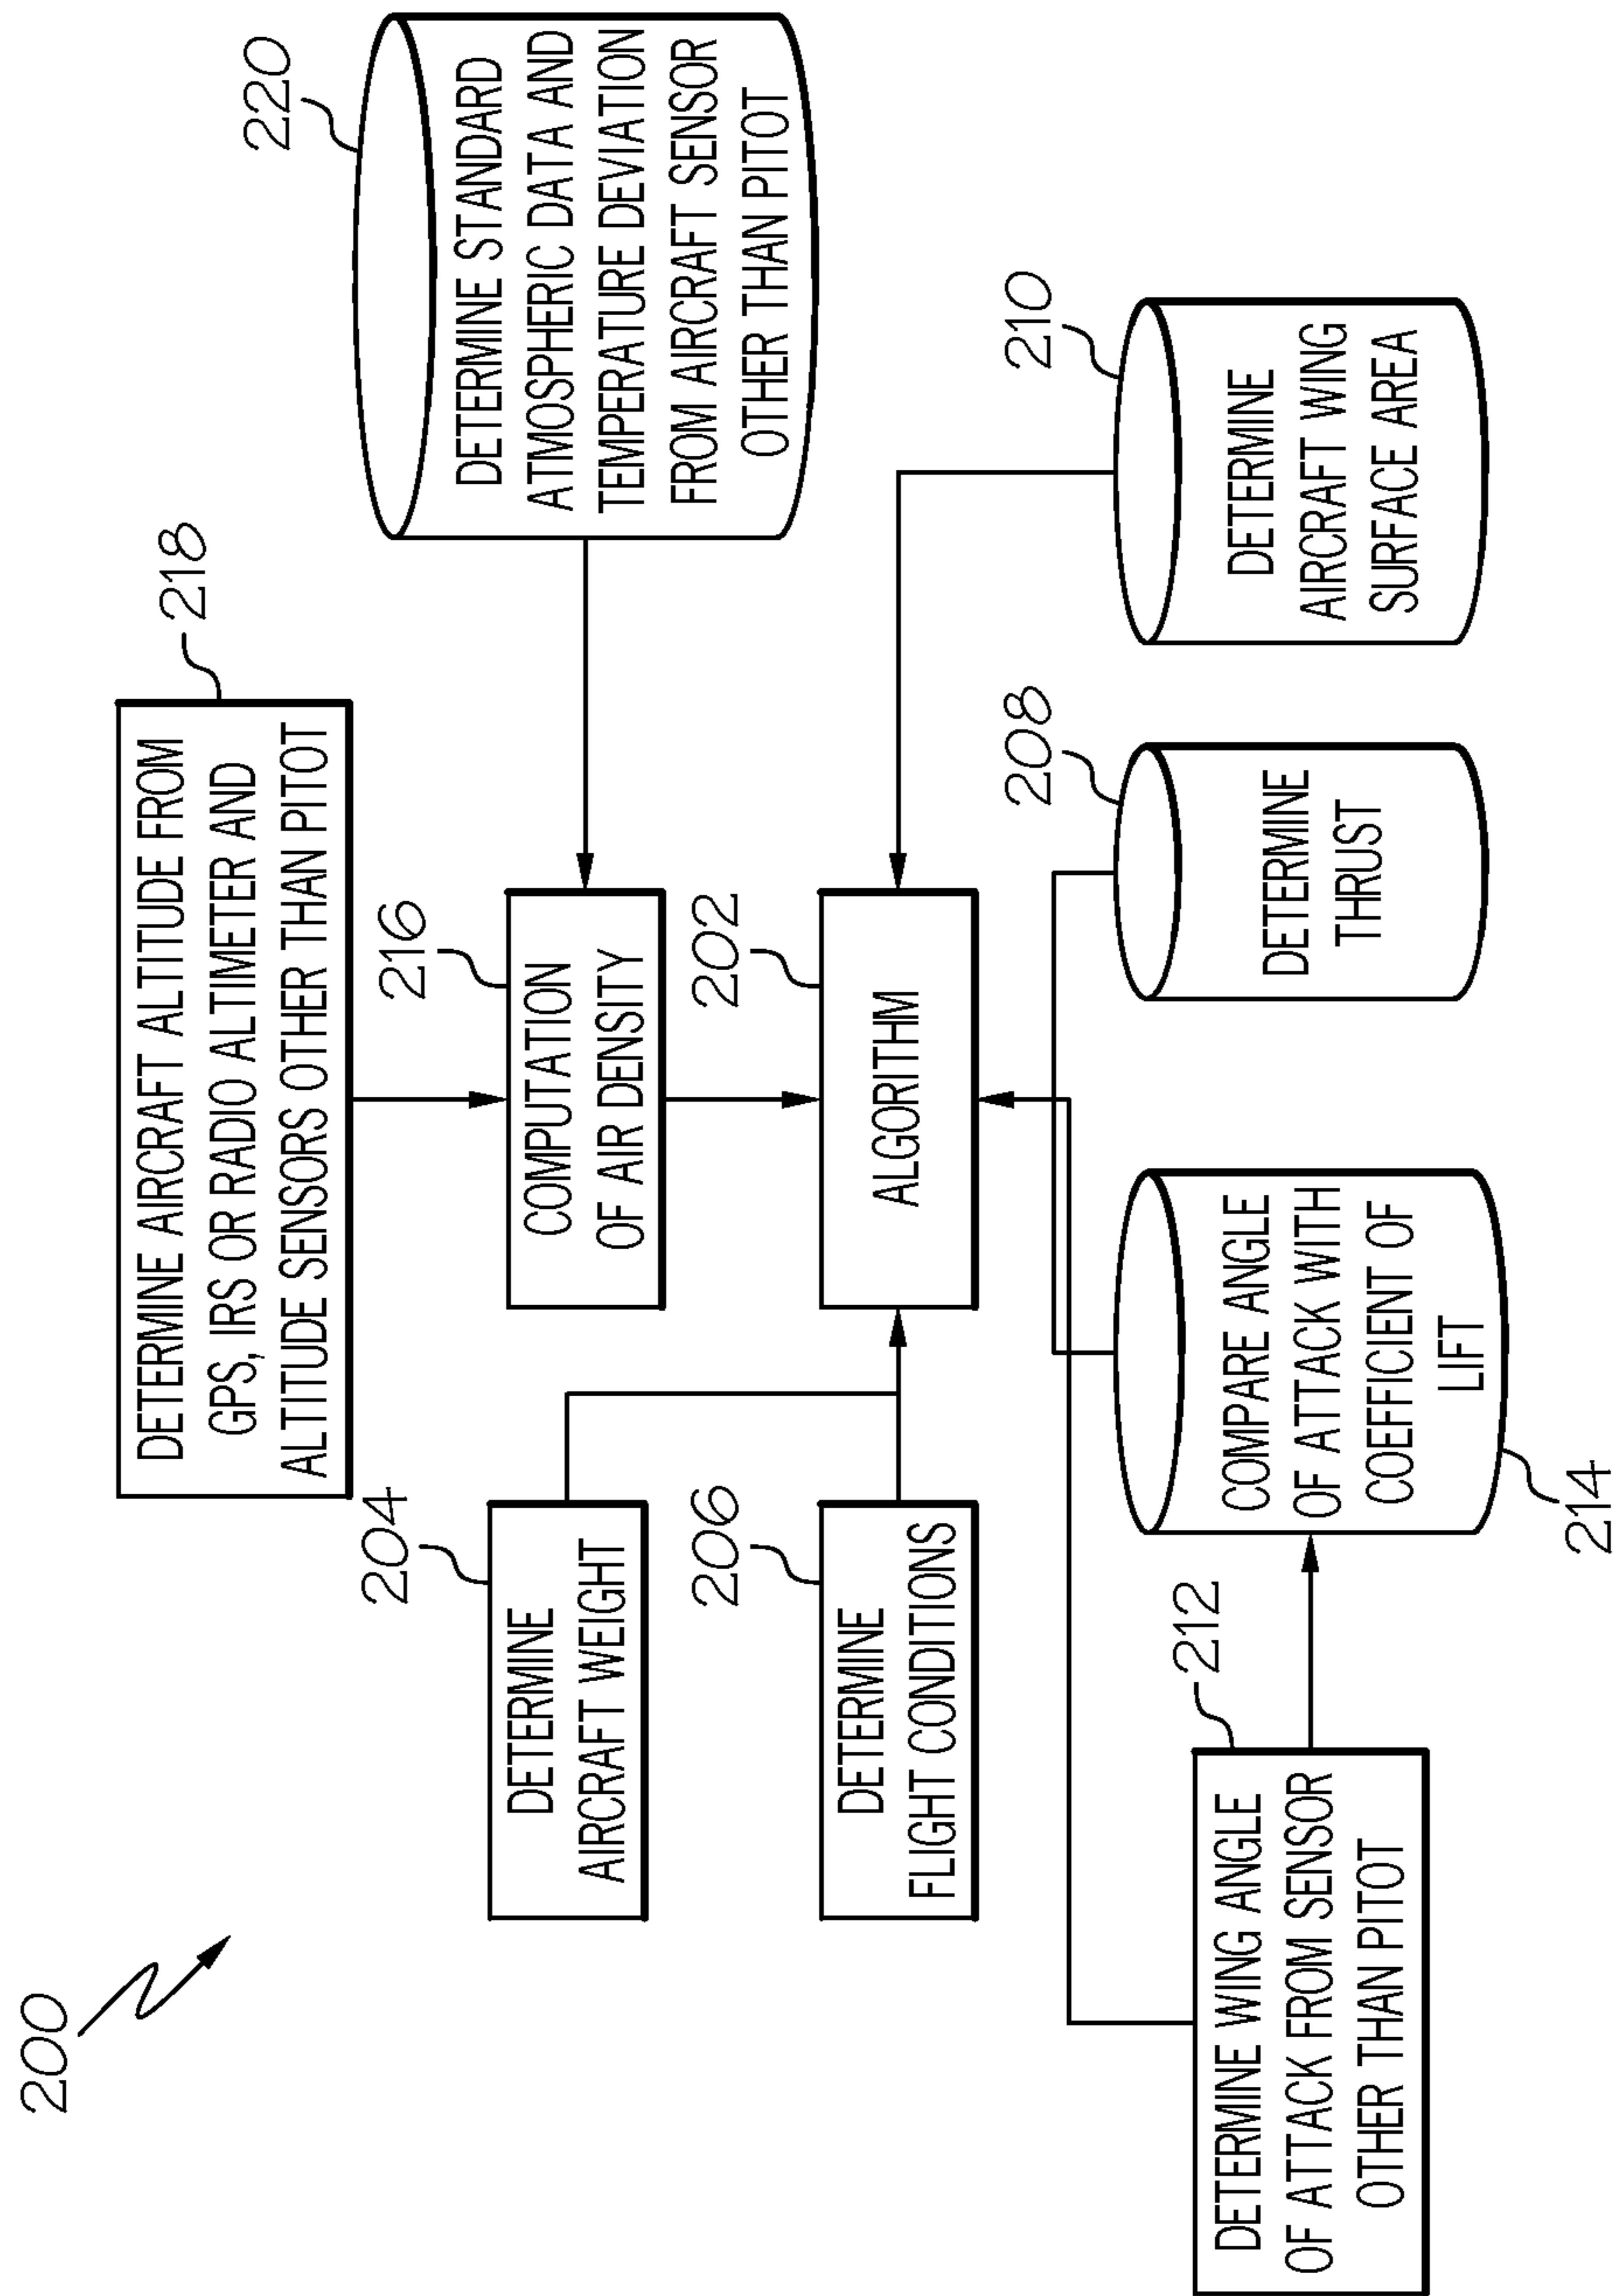 200
218
DETERMINE AIRCRAFT ALTITUDE FROM
GPS, IRS OR RADIO ALTIMETER AND
ALTITUDE SENSORS OTHER THAN PITOT
220
DETERMINE STANDARD
ATMOSPHERIC DATA AND
TEMPERATURE DEVIATION
FROM AIRCRAFT SENSOR
OTHER THAN PITOT
204
DETERMINE
AIRCRAFT WEIGHT
216
COMPUTATION
OF AIR DENSITY
206
DETERMINE
FLIGHT CONDITIONS
202
ALGORITHM
212
DETERMINE WING ANGLE
OF ATTACK FROM SENSOR
OTHER THAN PITOT
COMPARE ANGLE
OF ATTACK WITH
COEFFICIENT OF
LIFT
214
208
DETERMINE
THRUST
210
DETERMINE
AIRCRAFT WING
SURFACE AREA